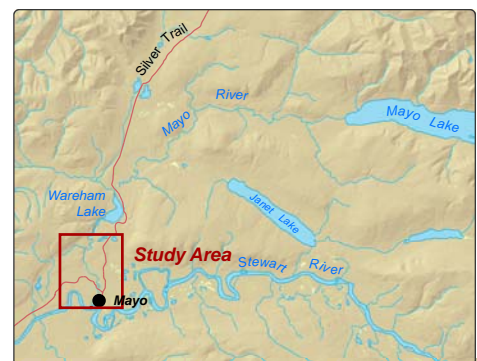 Silver Trail
Mayo River
Mayo Lake
Wareham
Lake
Janet Lake
Study Area
Stewart River
Mayo